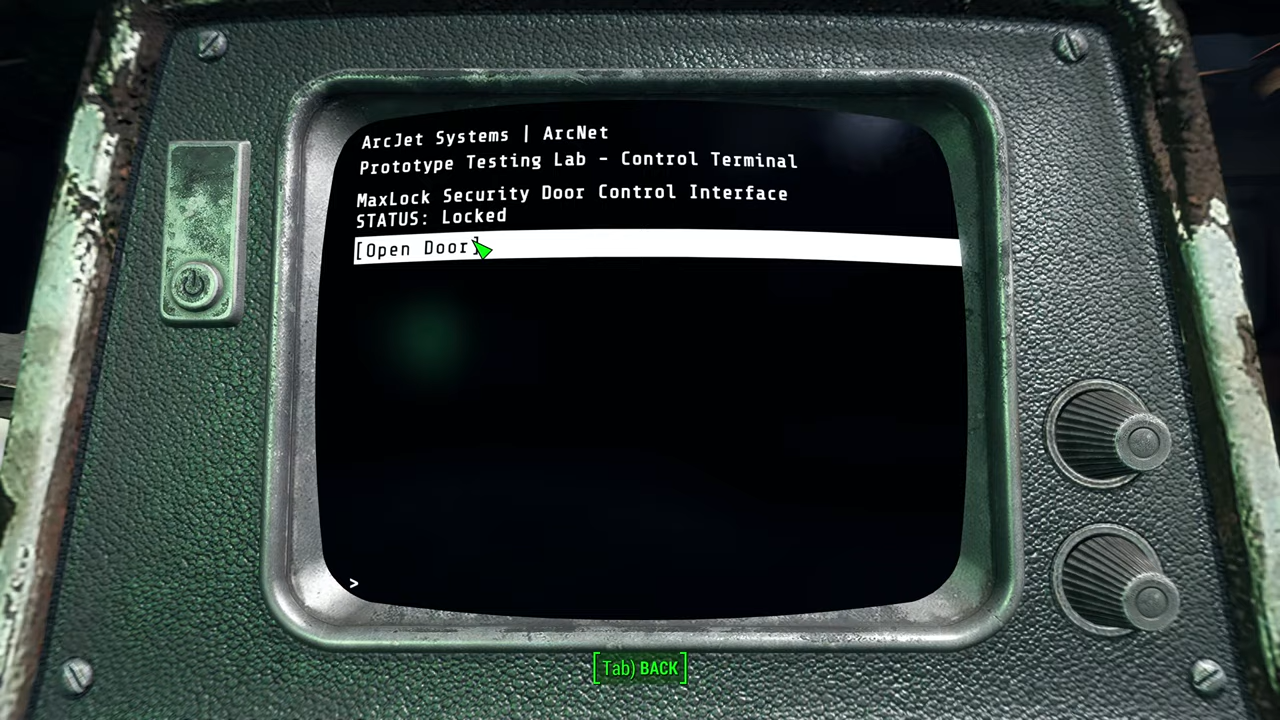 ArcJet Systems | ArcNet
Prototype Testing Lab - Control Terminal
MaxLock Security Door Control Interface
STATUS: Locked
[Open Door]
>
[Tab) BACK]